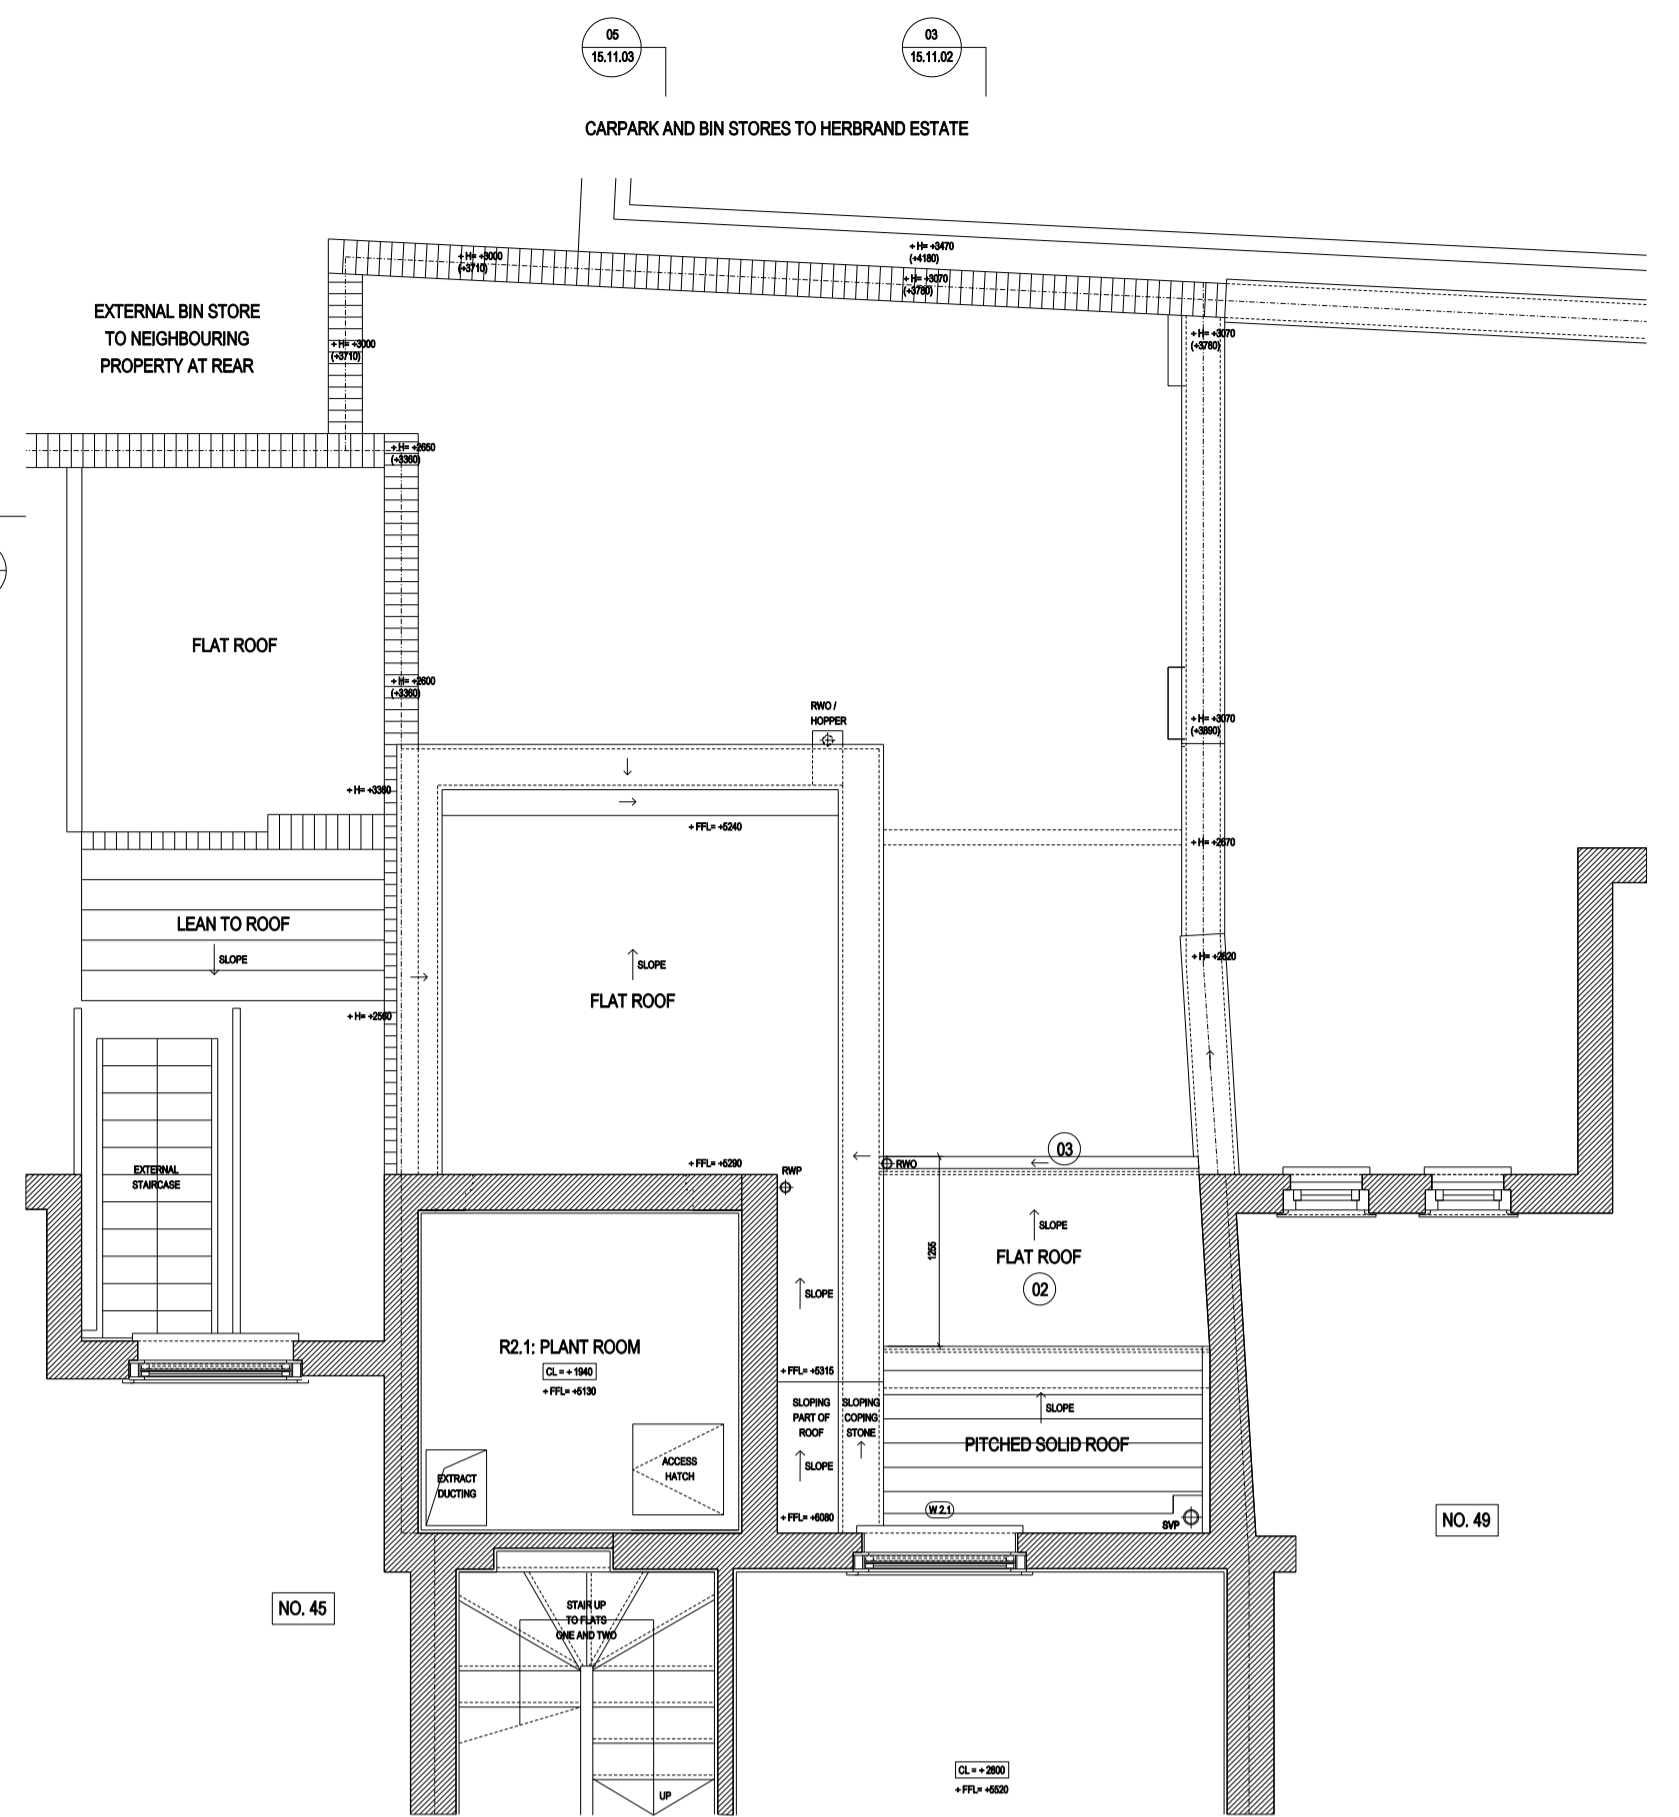 05
15.11.03
03
15.11.02
CARPARK AND BIN STORES TO HERBRAND ESTATE
+ H= +3470
(+4180)
+ H= +3000
(+3710)
+ H= +3070
(+3780)
EXTERNAL BIN STORE
TO NEIGHBOURING
PROPERTY AT REAR
+ H= +3000
(+3710)
+ H= +3070
(+3780)
+ H= +2650
(+3360)
FLAT ROOF
+ H= +2600
(+3360)
RWO /
HOPPER
+ H= +3070
(+3890)
+ H= +3360
+ FFL= +5240
+ H= +2670
LEAN TO ROOF
SLOPE
SLOPE
FLAT ROOF
+ H= +2620
+ H= +2560
EXTERNAL
STAIRCASE
+ FFL= +5290
RWP
RWO
03
SLOPE
FLAT ROOF
02
1255
SLOPE
R2.1: PLANT ROOM
CL = + 1940
+ FFL= +5130
+ FFL= +5315
SLOPING
PART OF
ROOF
SLOPING
COPING
STONE
SLOPE
SLOPE
PITCHED SOLID ROOF
EXTRACT
DUCTING
ACCESS
HATCH
+ FFL= +6080
W 2.1
SVP
NO. 49
NO. 45
STAIR UP
TO FLATS
ONE AND TWO
UP
CL = + 2800
+ FFL= +5520